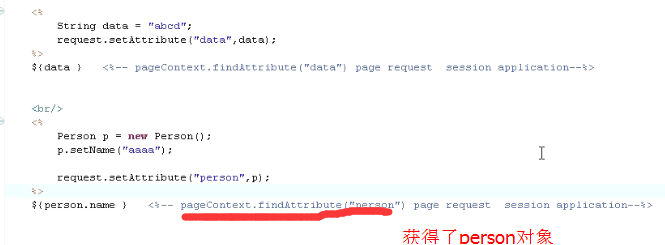 <%
String data = "abcd";
request.setAttribute("data",data);
%>
${data }   <%-- pageContext.findAttribute("data") page request  session application--%>
<br/>
<%
Person p = new Person();
p.setName("aaaa");
request.setAttribute("person",p);
%>
${person.name }   <%-- pageContext.findAttribute("person") page request  session application--%>
获得了person对象